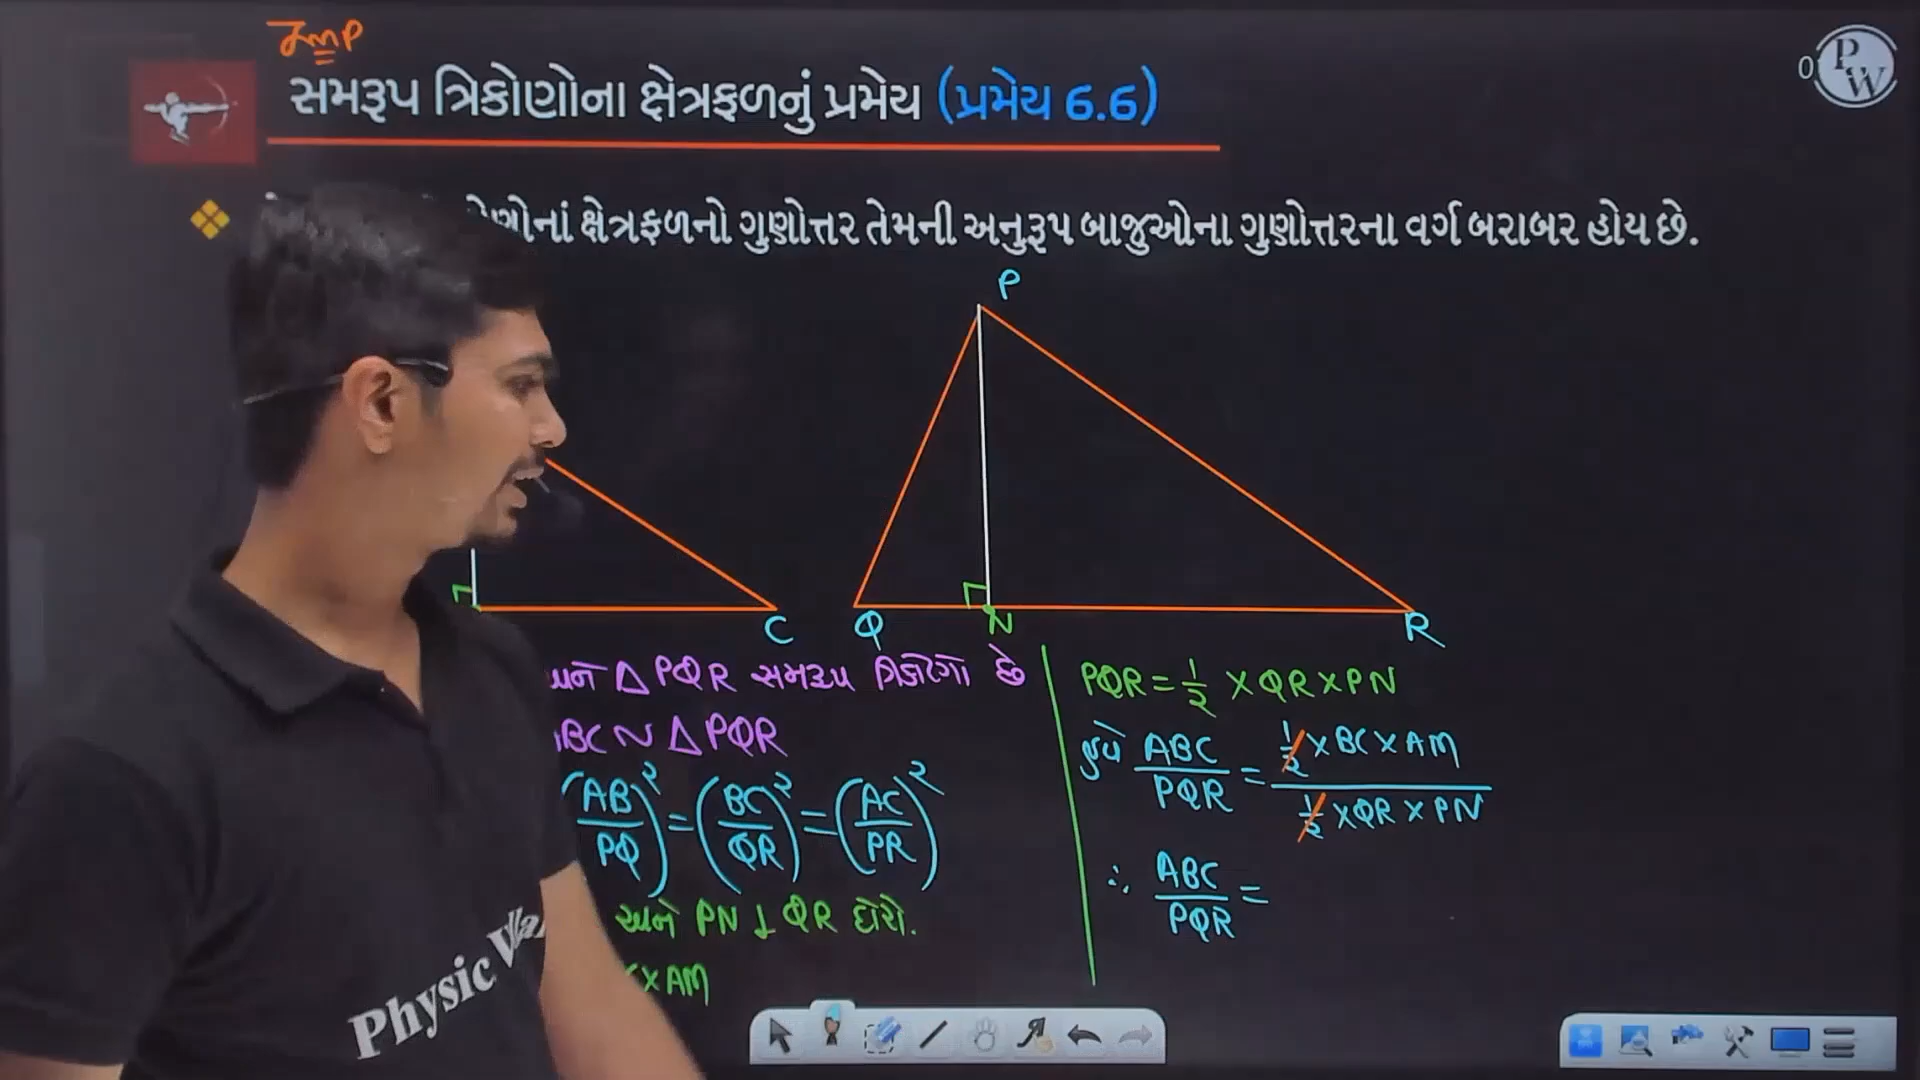 Imp
સમરૂપ ત્રિકોણોના ક્ષેત્રફળનું પ્રમેય (પ્રમેય 6.6)
PW
ક્ષેત્રફળનો ગુણોત્તર તેમની અનુરૂપ બાજુઓના ગુણોત્તરના વર્ગ બરાબર હોય છે.
P
C Q N R
અને △ PQR સમરૂપ ત્રિકોણો છે
BC ~ △ PQR
(AB/PQ)² = (BC/QR)² = (AC/PR)²
અને PN ⊥ QR દોરો.
× AM
PQR = 1/2 × QR × PN
હવે ABC/PQR = 1/2 × BC × AM / 1/2 × QR × PN
∴ ABC/PQR =
Physics Wallah